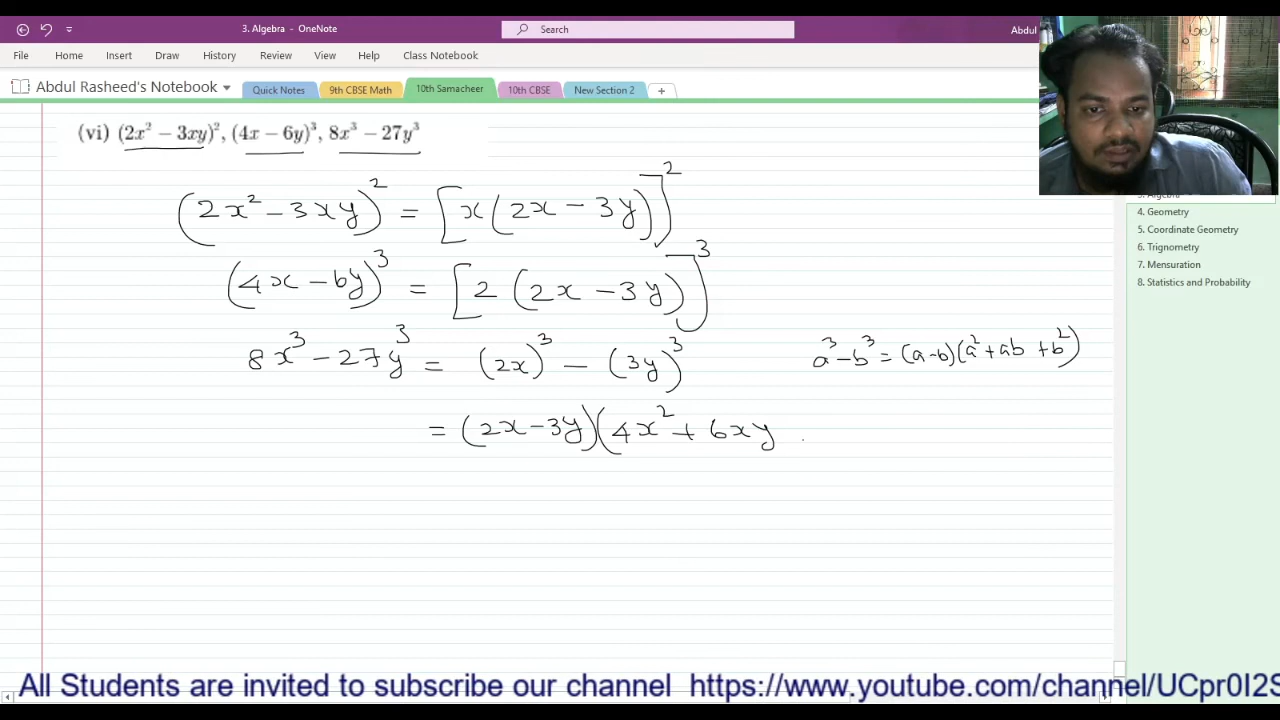 3. Algebra - OneNote
Search
Abdul
File Home Insert Draw History Review View Help Class Notebook
Abdul Rasheed's Notebook
Quick Notes
9th CBSE Math
10th Samacheer
10th CBSE
New Section 2
(vi) (2x² − 3xy)², (4x − 6y)³, 8x³ − 27y³
(2x² − 3xy)² = [x(2x − 3y)]²
(4x − 6y)³ = [2(2x − 3y)]³
8x³ − 27y³ = (2x)³ − (3y)³
a³ − b³ = (a−b)(a² + ab + b²)
= (2x − 3y)(4x² + 6xy
3. Algebra
4. Geometry
5. Coordinate Geometry
6. Trignometry
7. Mensuration
8. Statistics and Probability
All Students are invited to subscribe our channel https://www.youtube.com/channel/UCpr0I2S